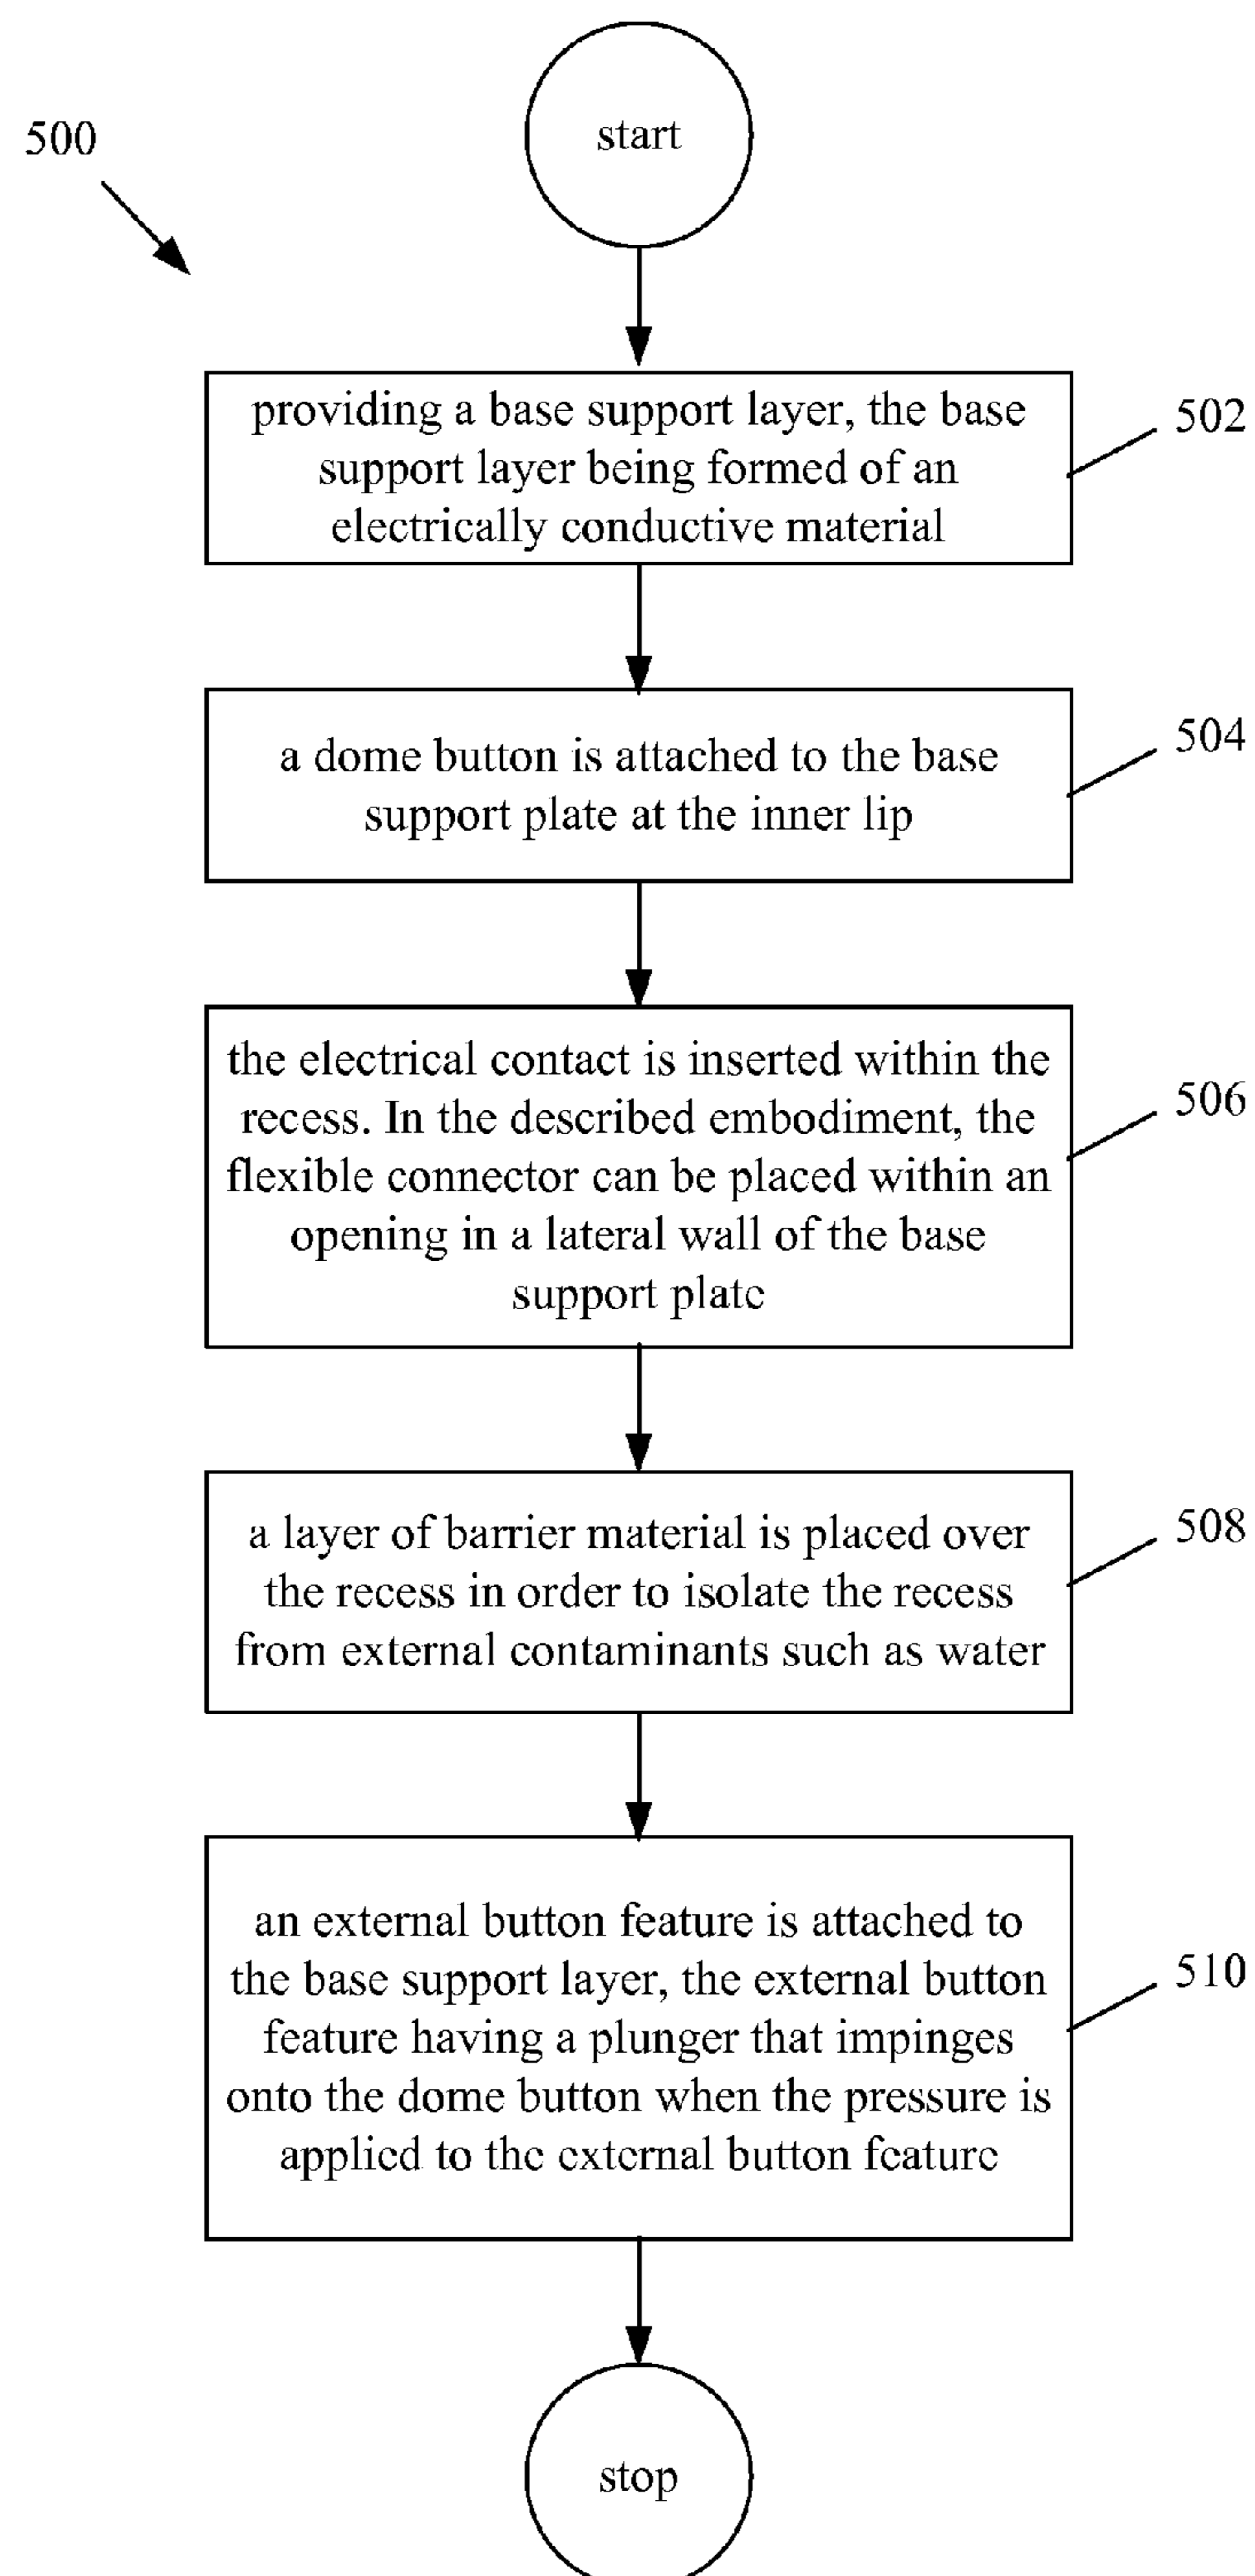 start
500
providing a base support layer, the base
support layer being formed of an
electrically conductive material
502
a dome button is attached to the base
support plate at the inner lip
504
the electrical contact is inserted within the
recess. In the described embodiment, the
flexible connector can be placed within an
opening in a lateral wall of the base
support plate
506
a layer of barrier material is placed over
the recess in order to isolate the recess
from external contaminants such as water
508
an external button feature is attached to
the base support layer, the external button
feature having a plunger that impinges
onto the dome button when the pressure is
applied to the external button feature
510
stop